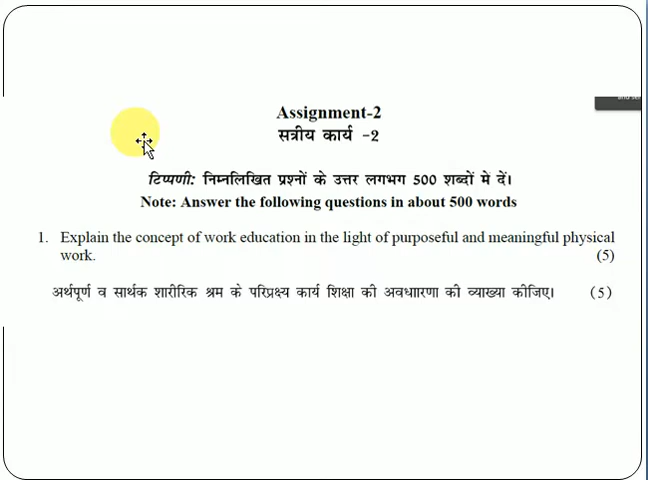 Assignment-2
सत्रीय कार्य -2
टिप्पणी: निम्नलिखित प्रश्नों के उत्तर लगभग 500 शब्दों मे दें।
Note: Answer the following questions in about 500 words
1. Explain the concept of work education in the light of purposeful and meaningful physical
work. (5)
अर्थपूर्ण व सार्थक शारीरिक श्रम के परिप्रक्ष्य कार्य शिक्षा की अवधाारणा की व्याख्या कीजिए। (5)